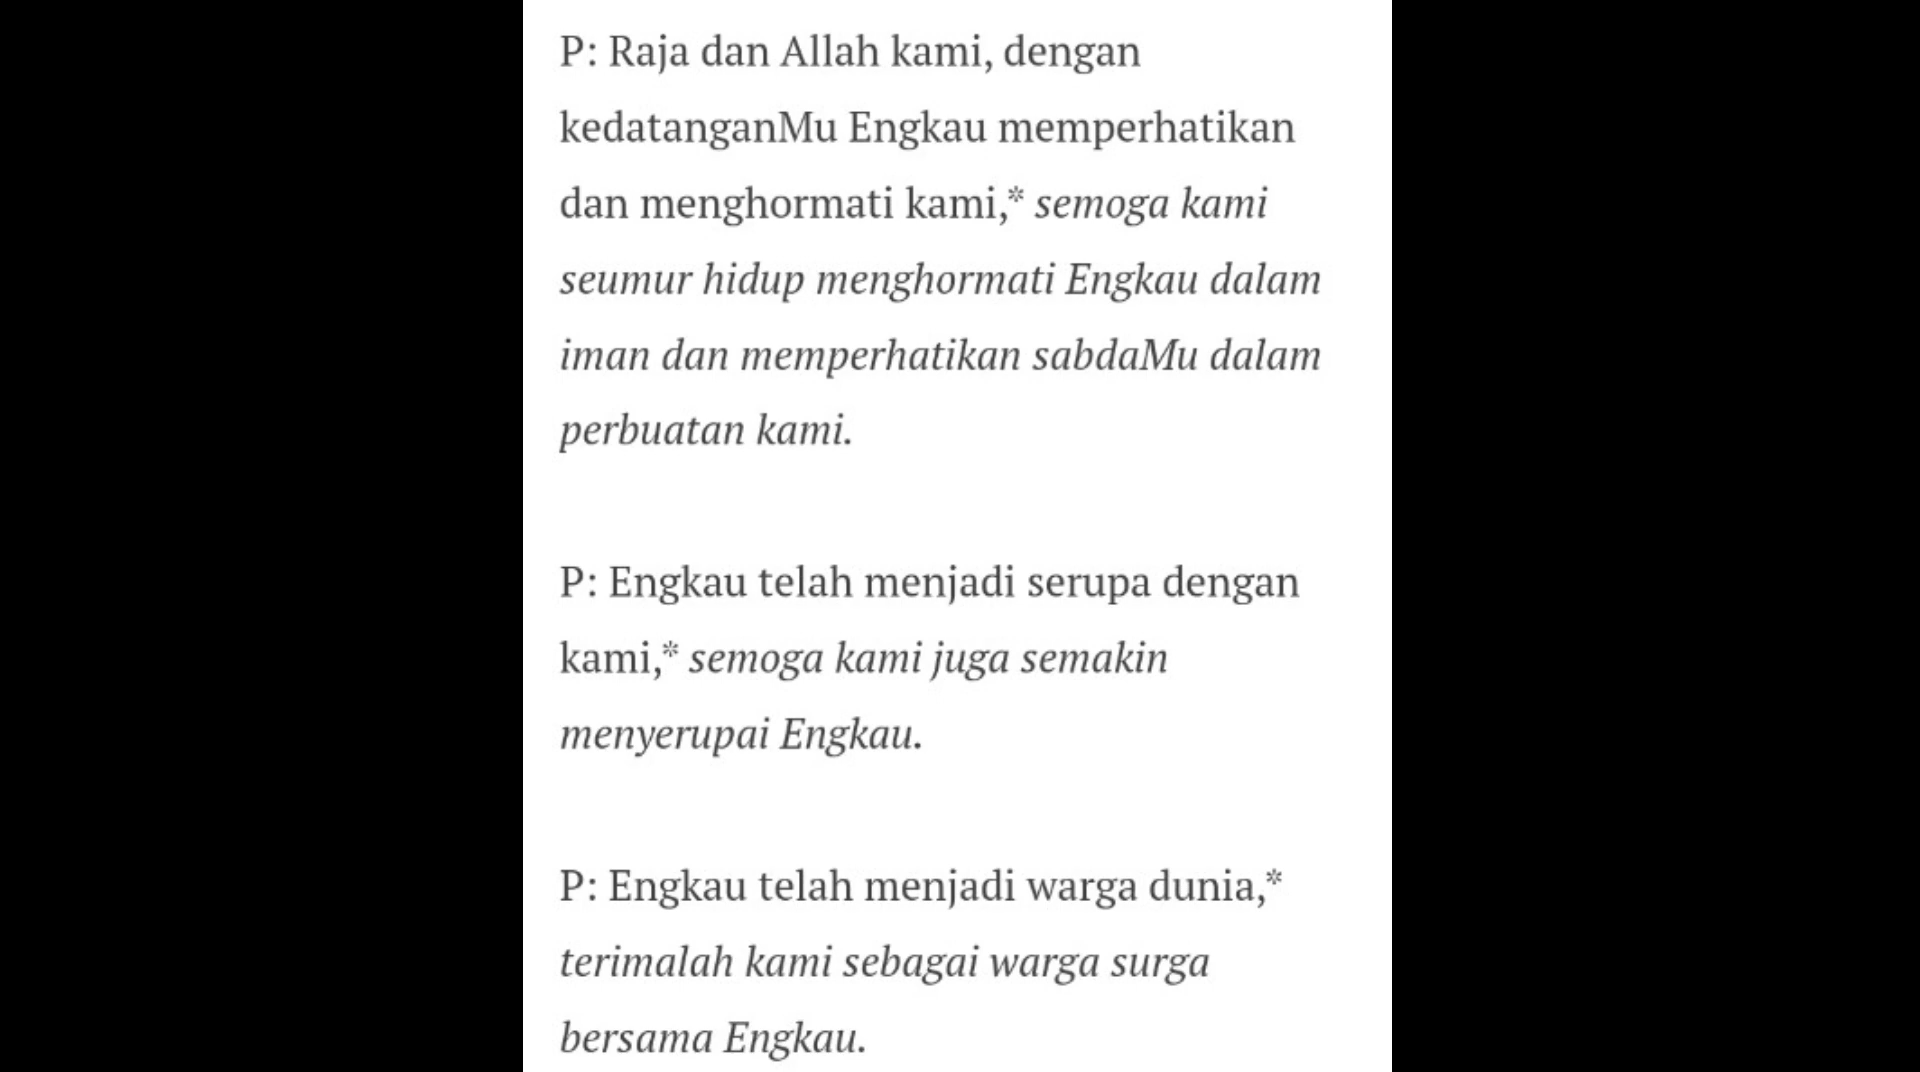 P: Raja dan Allah kami, dengan
kedatanganMu Engkau memperhatikan
dan menghormati kami,* semoga kami
seumur hidup menghormati Engkau dalam
iman dan memperhatikan sabdaMu dalam
perbuatan kami.
P: Engkau telah menjadi serupa dengan
kami,* semoga kami juga semakin
menyerupai Engkau.
P: Engkau telah menjadi warga dunia,*
terimalah kami sebagai warga surga
bersama Engkau.